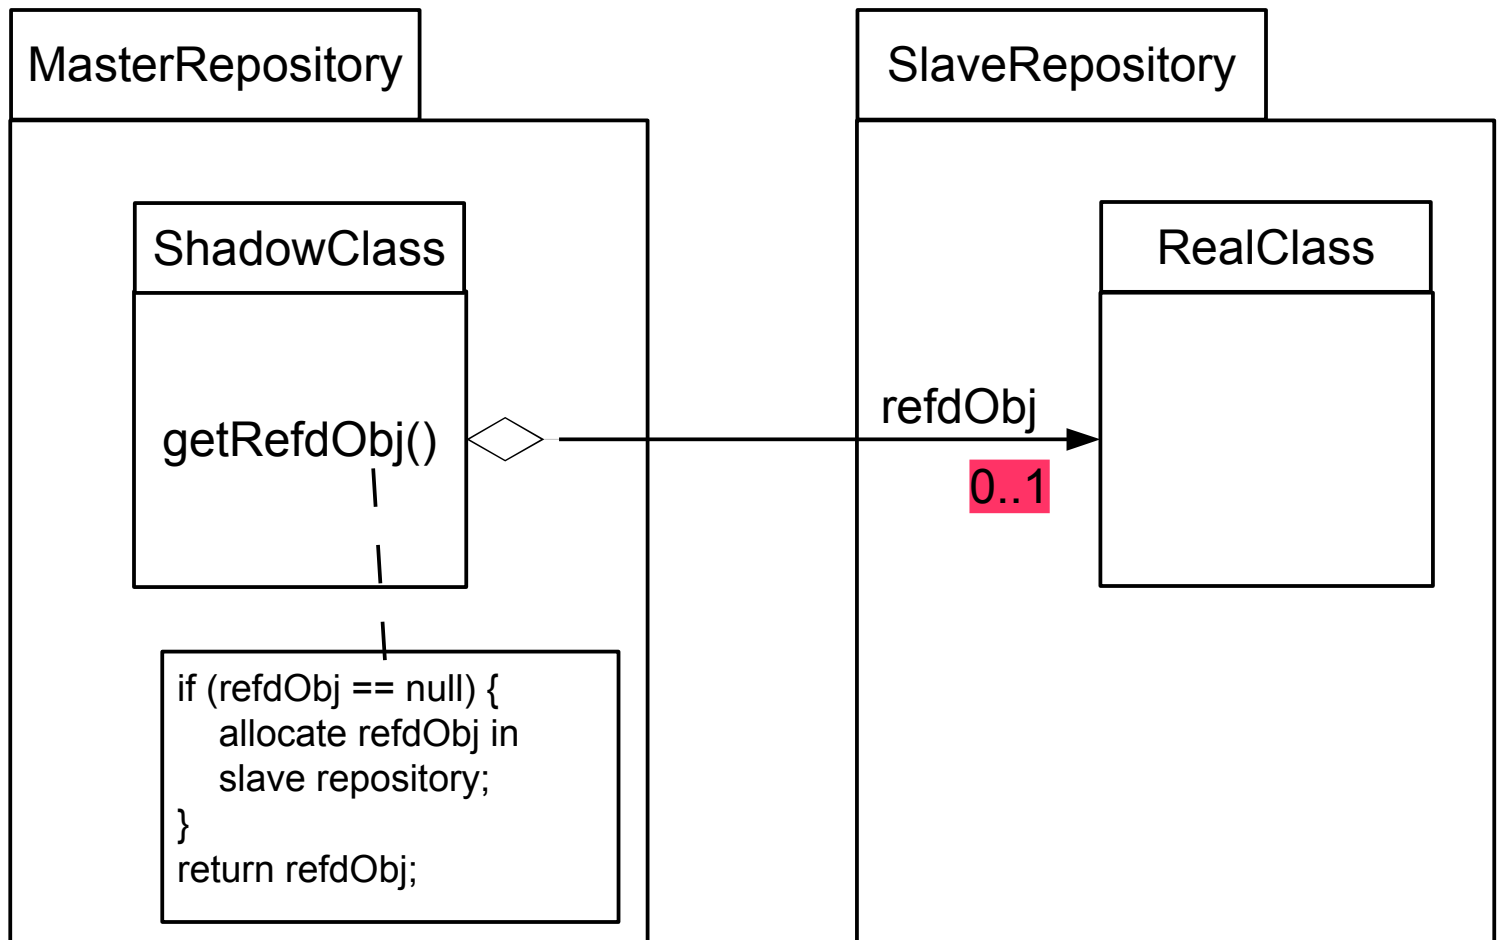 MasterRepository
SlaveRepository
ShadowClass
RealClass
getRefdObj()
refdObj
0..1
if (refdObj == null) {
allocate refdObj in
slave repository;
}
return refdObj;